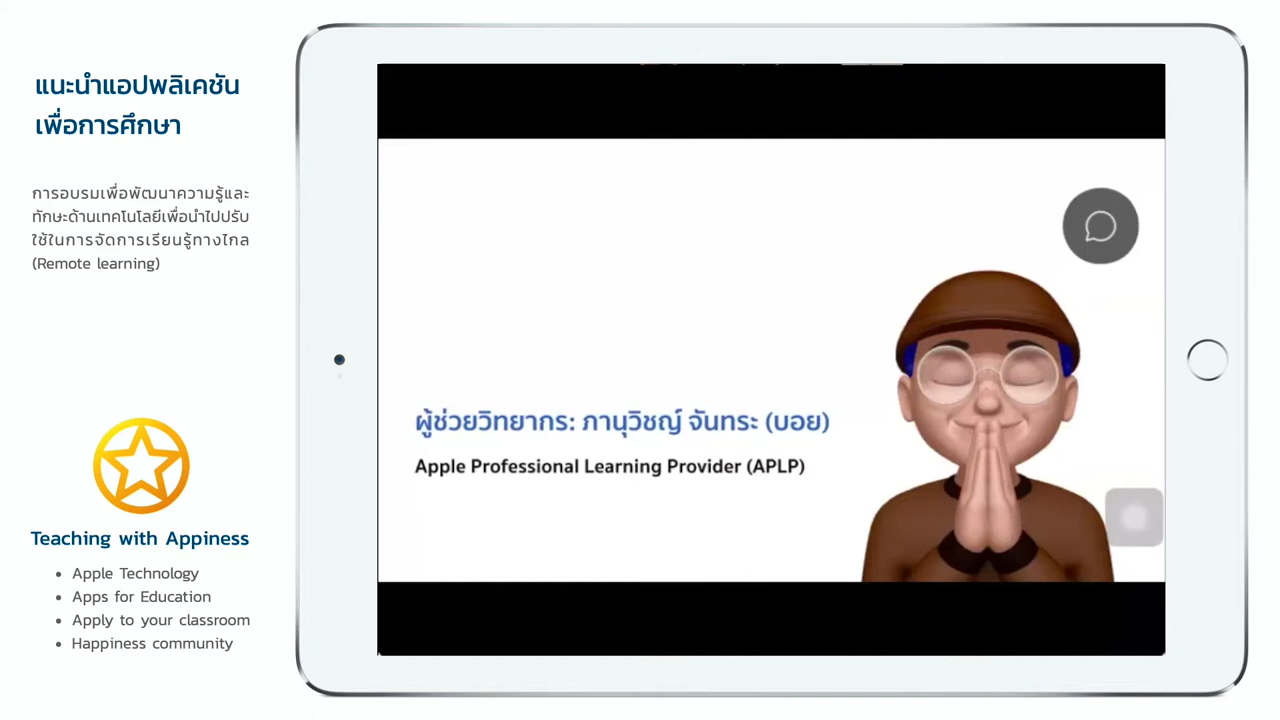 แนะนำแอปพลิเคชัน
เพื่อการศึกษา
การอบรมเพื่อพัฒนาความรู้และ
ทักษะด้านเทคโนโลยีเพื่อนำไปปรับ
ใช้ในการจัดการเรียนรู้ทางไกล
(Remote learning)
Teaching with Appiness
• Apple Technology
• Apps for Education
• Apply to your classroom
• Happiness community
ผู้ช่วยวิทยากร: ภานุวิชญ์ จันทระ (บอย)
Apple Professional Learning Provider (APLP)